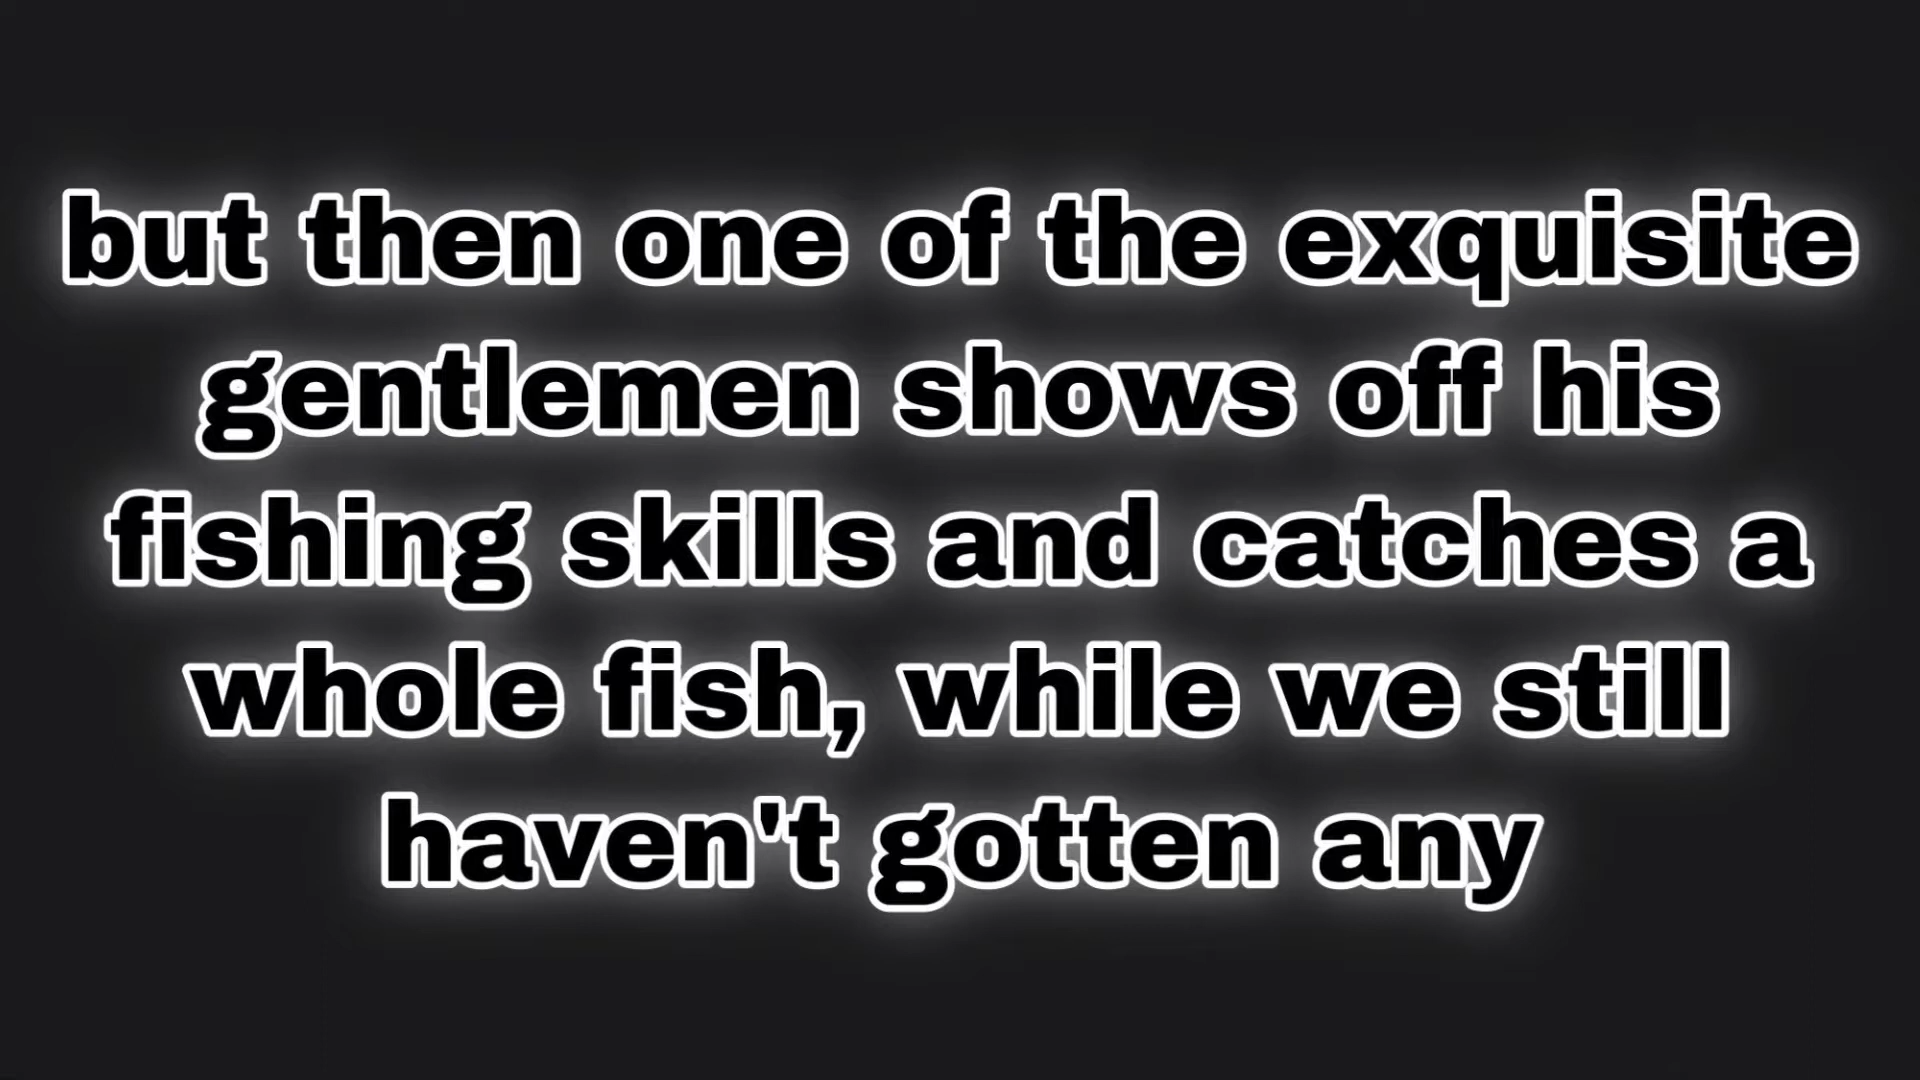 but then one of the exquisite
gentlemen shows off his
fishing skills and catches a
whole fish, while we still
haven't gotten any